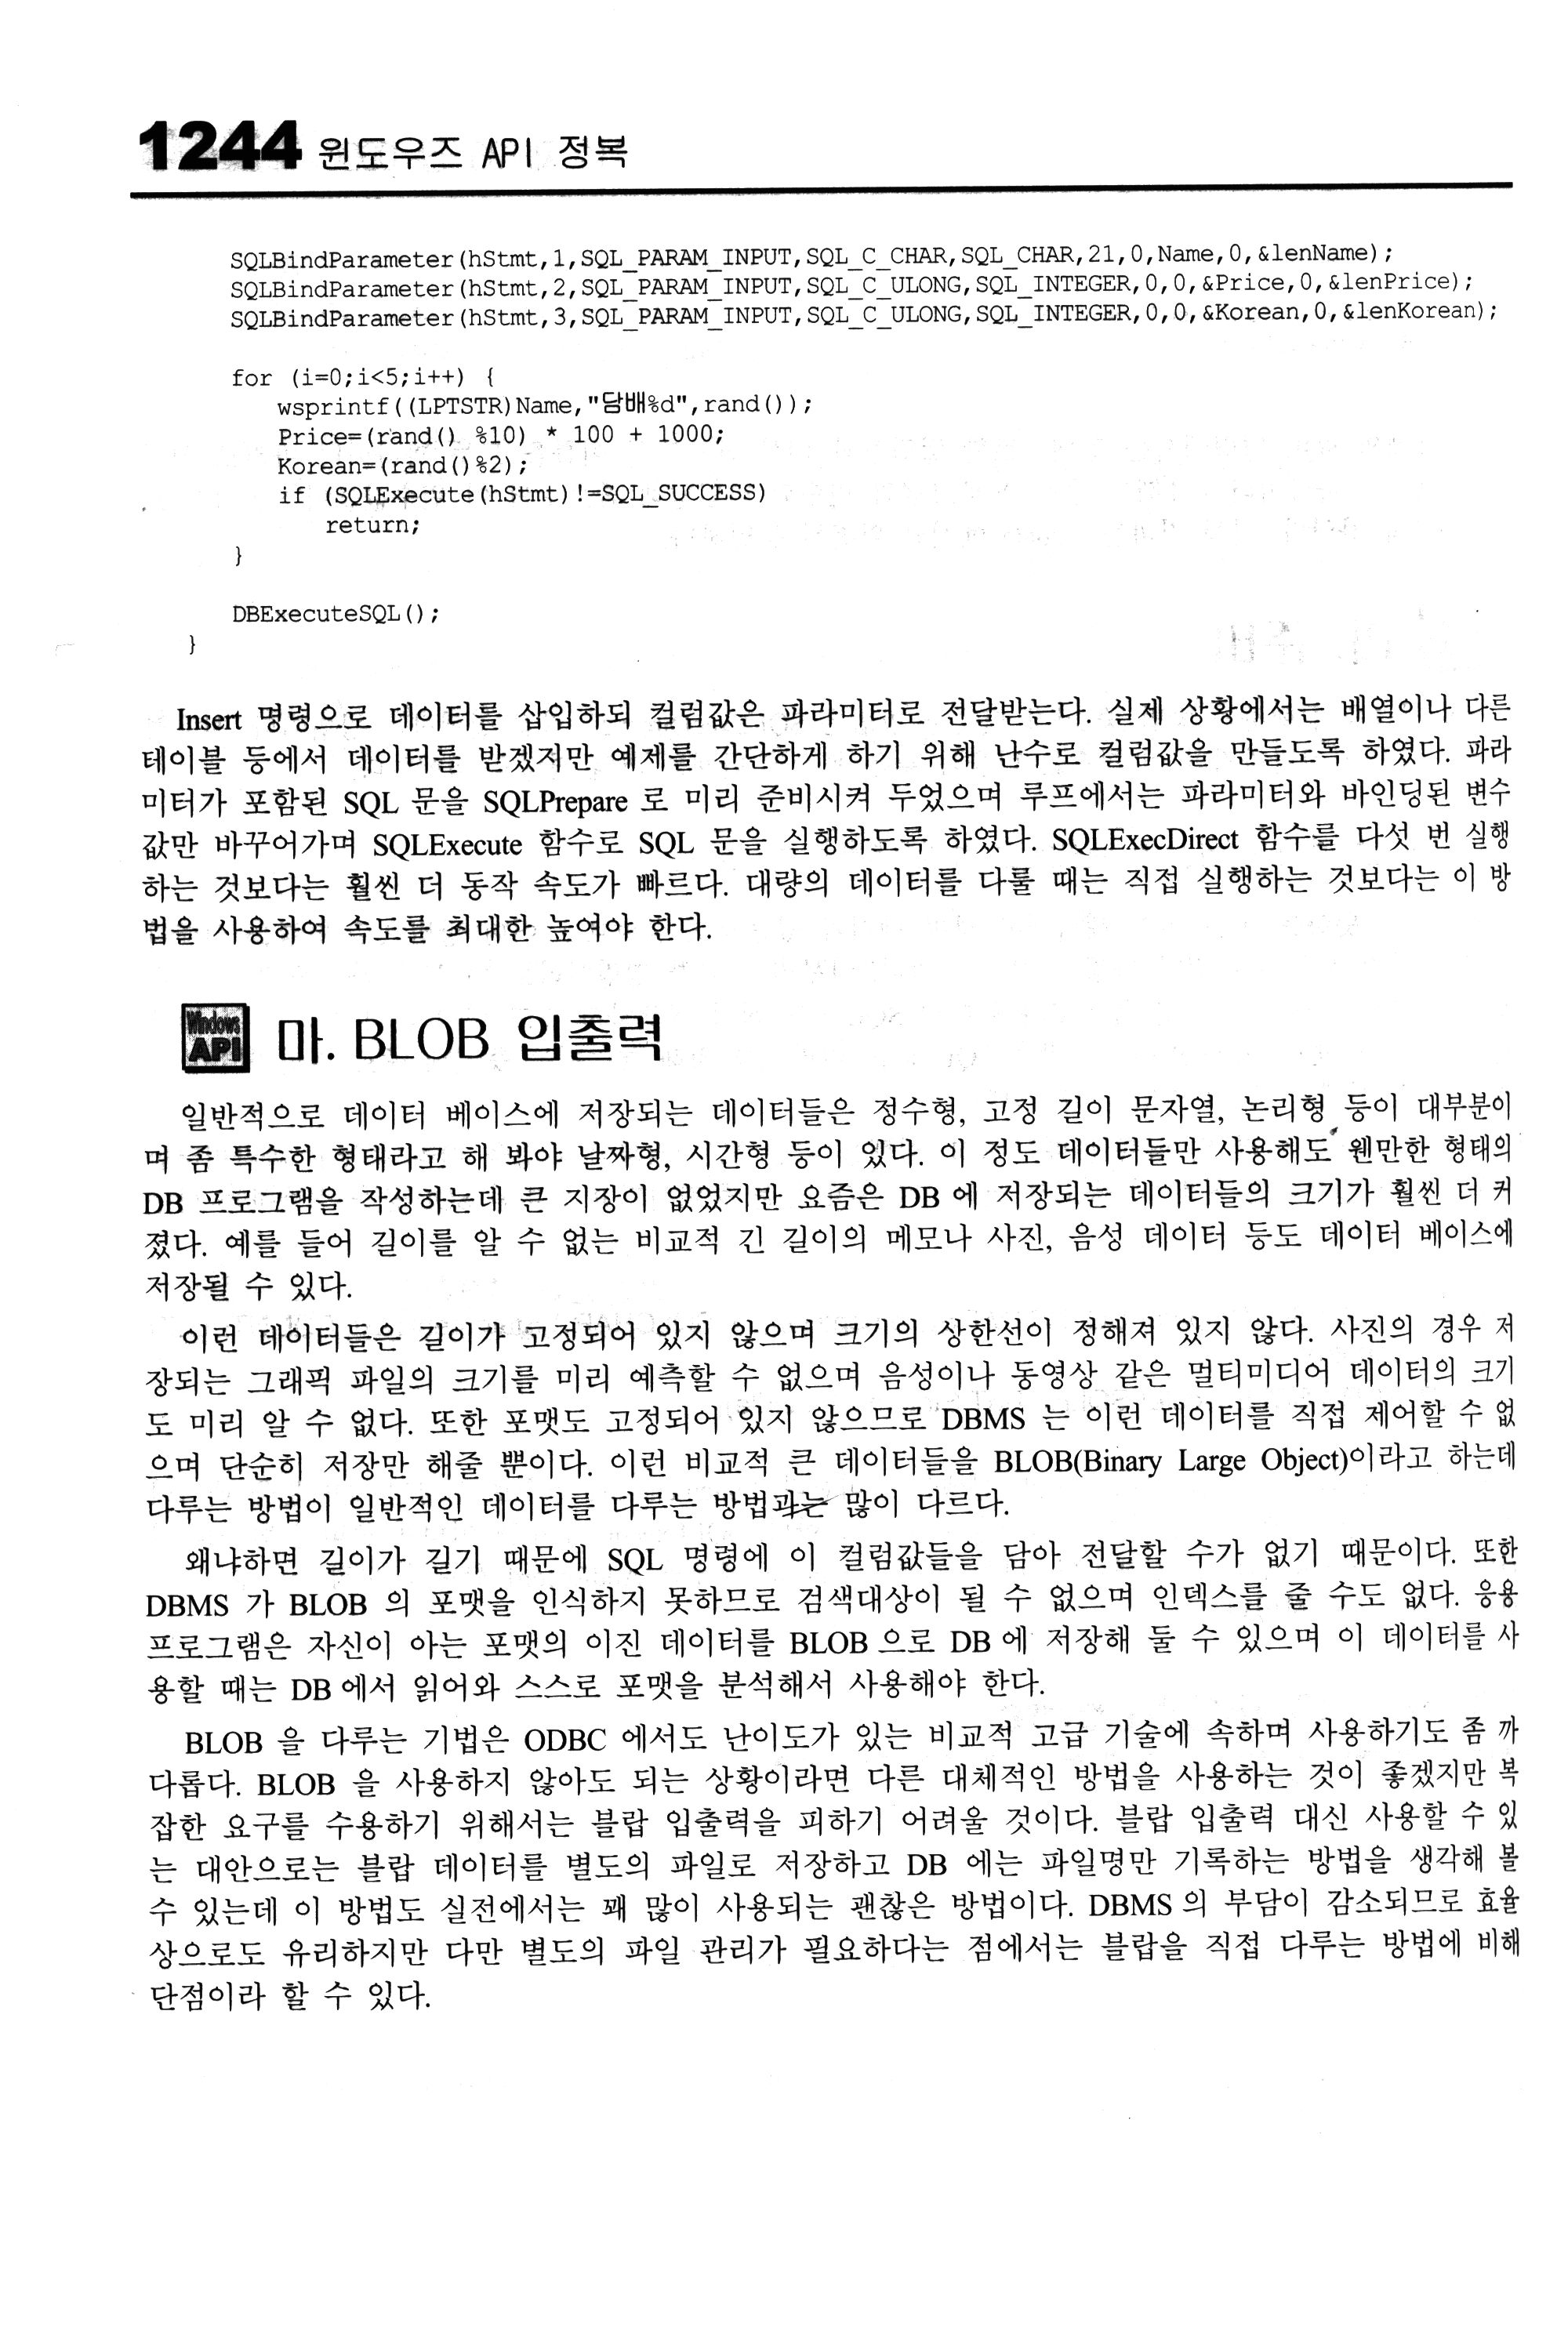 1244 윈도우즈 API 정복
SQLBindParameter(hStmt,1,SQL_PARAM_INPUT,SQL_C_CHAR,SQL_CHAR,21,0,Name,0,&lenName);
SQLBindParameter(hStmt,2,SQL_PARAM_INPUT,SQL_C_ULONG,SQL_INTEGER,0,0,&Price,0,&lenPrice);
SQLBindParameter(hStmt,3,SQL_PARAM_INPUT,SQL_C_ULONG,SQL_INTEGER,0,0,&Korean,0,&lenKorean);
for (i=0;i<5;i++) {
wsprintf((LPTSTR)Name,"담배%d",rand());
Price=(rand() %10) * 100 + 1000;
Korean=(rand()%2);
if (SQLExecute(hStmt)!=SQL_SUCCESS)
return;
}
DBExecuteSQL();
}
Insert 명령으로 데이터를 삽입하되 컬럼값은 파라미터로 전달받는다. 실제 상황에서는 배열이나 다른
테이블 등에서 데이터를 받겠지만 예제를 간단하게 하기 위해 난수로 컬럼값을 만들도록 하였다. 파라
미터가 포함된 SQL 문을 SQLPrepare 로 미리 준비시켜 두었으며 루프에서는 파라미터와 바인딩된 변수
값만 바꾸어가며 SQLExecute 함수로 SQL 문을 실행하도록 하였다. SQLExecDirect 함수를 다섯 번 실행
하는 것보다는 훨씬 더 동작 속도가 빠르다. 대량의 데이터를 다룰 때는 직접 실행하는 것보다는 이 방
법을 사용하여 속도를 최대한 높여야 한다.
Windows
API
마. BLOB 입출력
일반적으로 데이터 베이스에 저장되는 데이터들은 정수형, 고정 길이 문자열, 논리형 등이 대부분이
며 좀 특수한 형태라고 해 봐야 날짜형, 시간형 등이 있다. 이 정도 데이터들만 사용해도 웬만한 형태의
DB 프로그램을 작성하는데 큰 지장이 없었지만 요즘은 DB 에 저장되는 데이터들의 크기가 훨씬 더 커
졌다. 예를 들어 길이를 알 수 없는 비교적 긴 길이의 메모나 사진, 음성 데이터 등도 데이터 베이스에
저장될 수 있다.
이런 데이터들은 길이가 고정되어 있지 않으며 크기의 상한선이 정해져 있지 않다. 사진의 경우 저
장되는 그래픽 파일의 크기를 미리 예측할 수 없으며 음성이나 동영상 같은 멀티미디어 데이터의 크기
도 미리 알 수 없다. 또한 포맷도 고정되어 있지 않으므로 DBMS 는 이런 데이터를 직접 제어할 수 없
으며 단순히 저장만 해줄 뿐이다. 이런 비교적 큰 데이터들을 BLOB(Binary Large Object)이라고 하는데
다루는 방법이 일반적인 데이터를 다루는 방법과는 많이 다르다.
왜냐하면 길이가 길기 때문에 SQL 명령에 이 컬럼값들을 담아 전달할 수가 없기 때문이다. 또한
DBMS 가 BLOB 의 포맷을 인식하지 못하므로 검색대상이 될 수 없으며 인덱스를 줄 수도 없다. 응용
프로그램은 자신이 아는 포맷의 이진 데이터를 BLOB 으로 DB 에 저장해 둘 수 있으며 이 데이터를 사
용할 때는 DB 에서 읽어와 스스로 포맷을 분석해서 사용해야 한다.
BLOB 을 다루는 기법은 ODBC 에서도 난이도가 있는 비교적 고급 기술에 속하며 사용하기도 좀 까
다롭다. BLOB 을 사용하지 않아도 되는 상황이라면 다른 대체적인 방법을 사용하는 것이 좋겠지만 복
잡한 요구를 수용하기 위해서는 블랍 입출력을 피하기 어려울 것이다. 블랍 입출력 대신 사용할 수 있
는 대안으로는 블랍 데이터를 별도의 파일로 저장하고 DB 에는 파일명만 기록하는 방법을 생각해 볼
수 있는데 이 방법도 실전에서는 꽤 많이 사용되는 괜찮은 방법이다. DBMS 의 부담이 감소되므로 효율
상으로도 유리하지만 다만 별도의 파일 관리가 필요하다는 점에서는 블랍을 직접 다루는 방법에 비해
단점이라 할 수 있다.